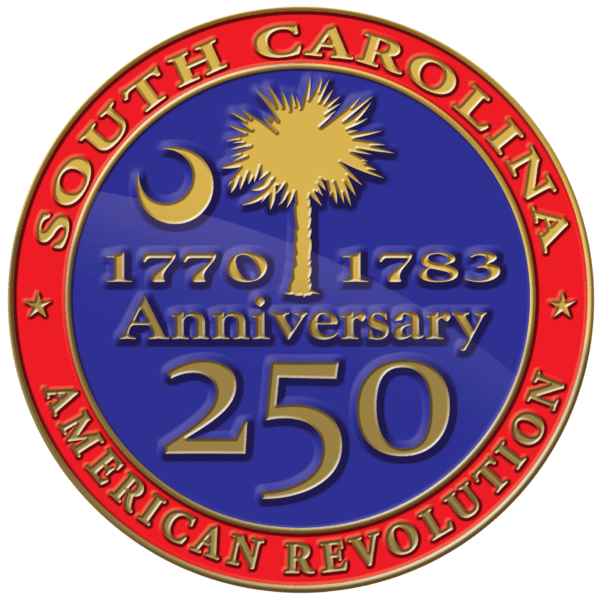 SOUTH CAROLINA
1770 1783
Anniversary
250
AMERICAN REVOLUTION